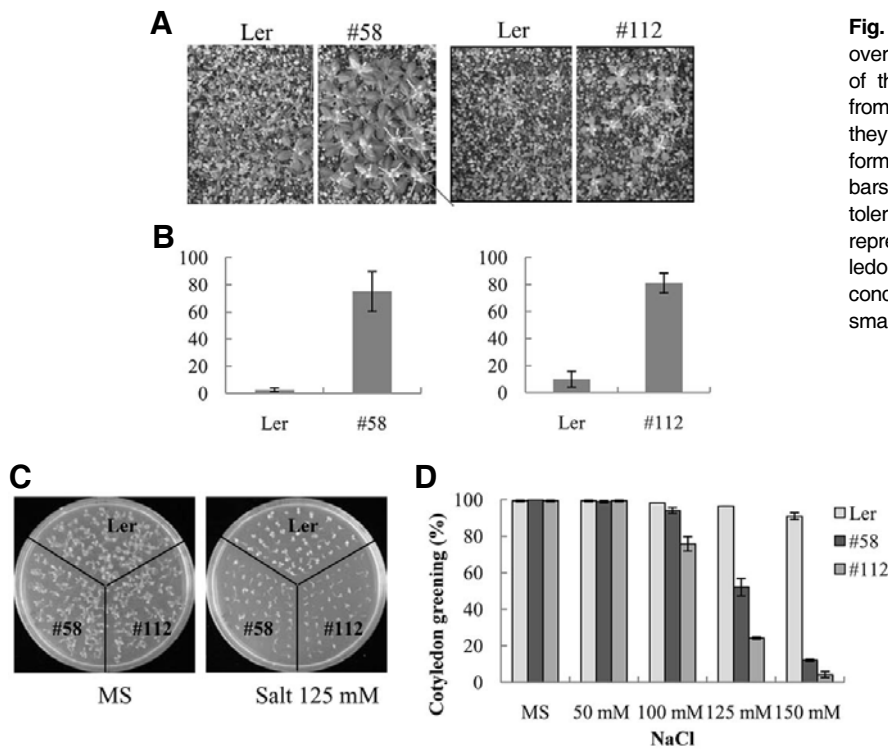 A
Ler #58 Ler #112
B
100
80
60
40
20
0
Ler #58
100
80
60
40
20
0
Ler #112
C
Ler
#58 #112
MS
Ler
#58 #112
Salt 125 mM
D
Cotyledon greening (%)
100
80
60
40
20
0
MS 50 mM 100 mM 125 mM 150 mM
NaCl
Ler
#58
#112
Fig.
over
of th
from
they
form
bars
toler
repre
ledo
cond
sma